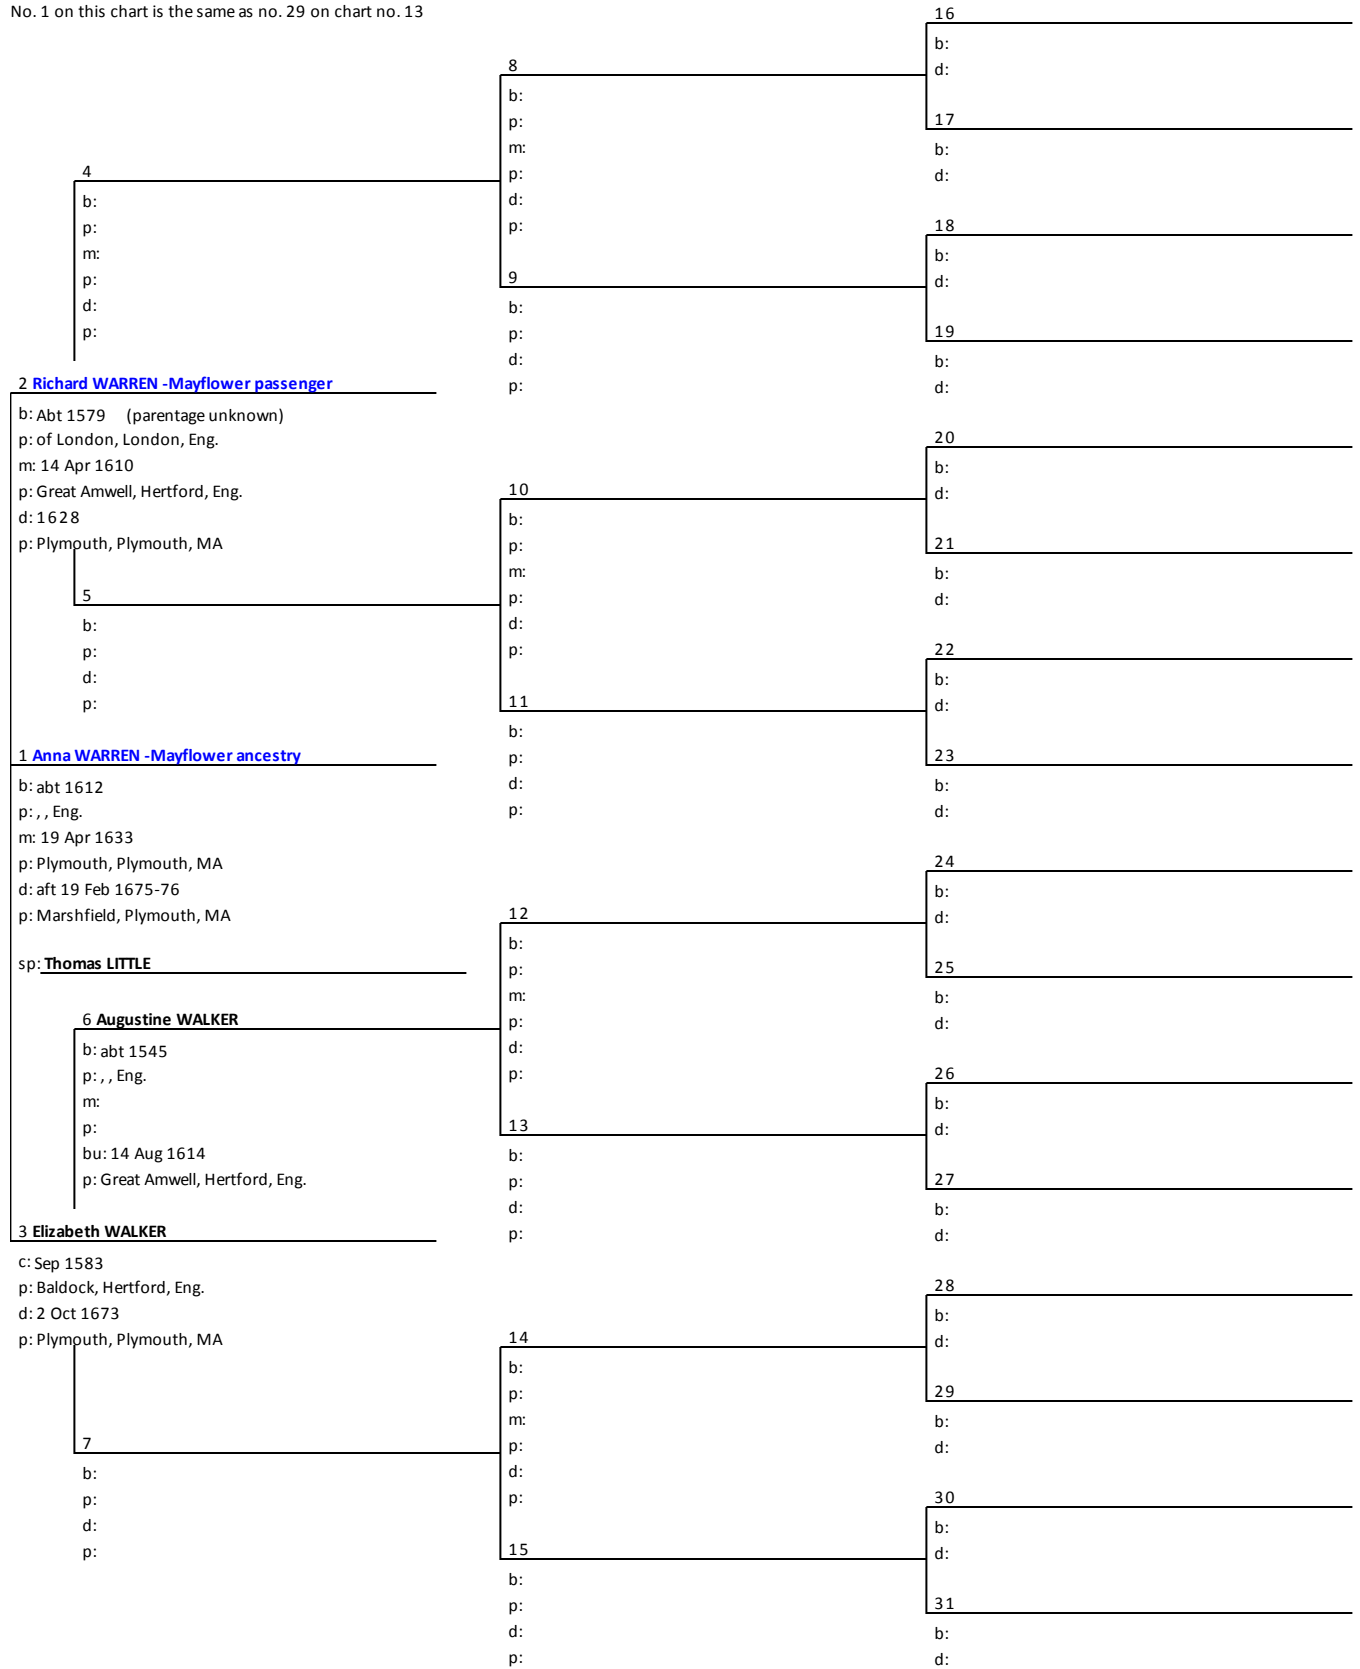 No. 1 on this chart is the same as no. 29 on chart no. 13
4
b:
p:
m:
p:
d:
p:
2 Richard WARREN -Mayflower passenger
b: Abt 1579 (parentage unknown)
p: of London, London, Eng.
m: 14 Apr 1610
p: Great Amwell, Hertford, Eng.
d: 1628
p: Plymouth, Plymouth, MA
5
b:
p:
d:
p:
1 Anna WARREN -Mayflower ancestry
b: abt 1612
p: , , Eng.
m: 19 Apr 1633
p: Plymouth, Plymouth, MA
d: aft 19 Feb 1675-76
p: Marshfield, Plymouth, MA
sp: Thomas LITTLE
6 Augustine WALKER
b: abt 1545
p: , , Eng.
m:
p:
bu: 14 Aug 1614
p: Great Amwell, Hertford, Eng.
3 Elizabeth WALKER
c: Sep 1583
p: Baldock, Hertford, Eng.
d: 2 Oct 1673
p: Plymouth, Plymouth, MA
7
b:
p:
d:
p:
8
b:
p:
m:
p:
d:
p:
9
b:
p:
d:
p:
10
b:
p:
m:
p:
d:
p:
11
b:
p:
d:
p:
12
b:
p:
m:
p:
d:
p:
13
b:
p:
d:
p:
14
b:
p:
m:
p:
d:
p:
15
b:
p:
d:
p:
16
b:
d:
17
b:
d:
18
b:
d:
19
b:
d:
20
b:
d:
21
b:
d:
22
b:
d:
23
b:
d:
24
b:
d:
25
b:
d:
26
b:
d:
27
b:
d:
28
b:
d:
29
b:
d:
30
b:
d:
31
b:
d: